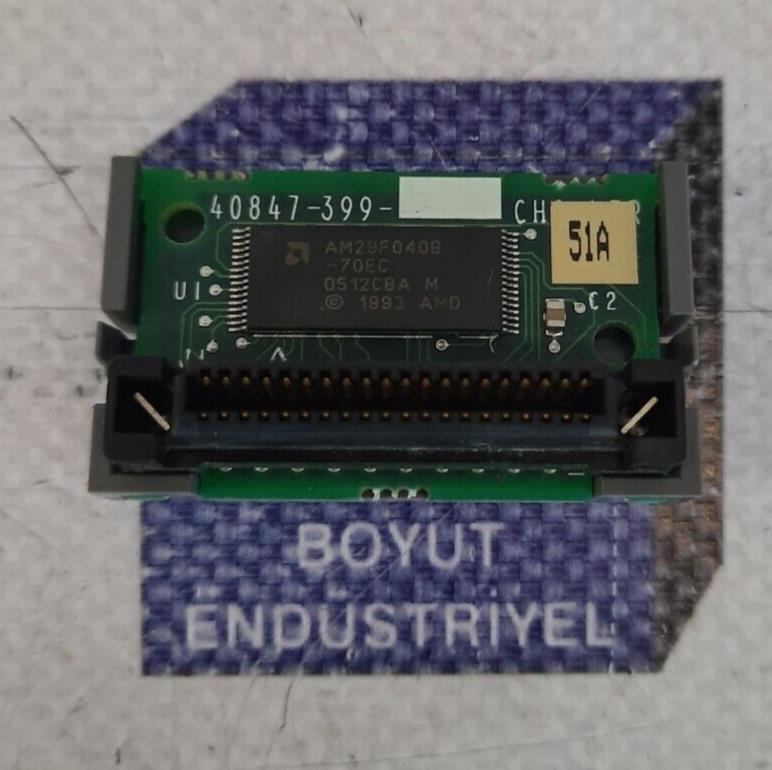 40847-399-
51A
AM29F040B
-70EC
0512CBA M
© 1993 AMD
U1
C2
BOYUT
ENDUSTRIYEL